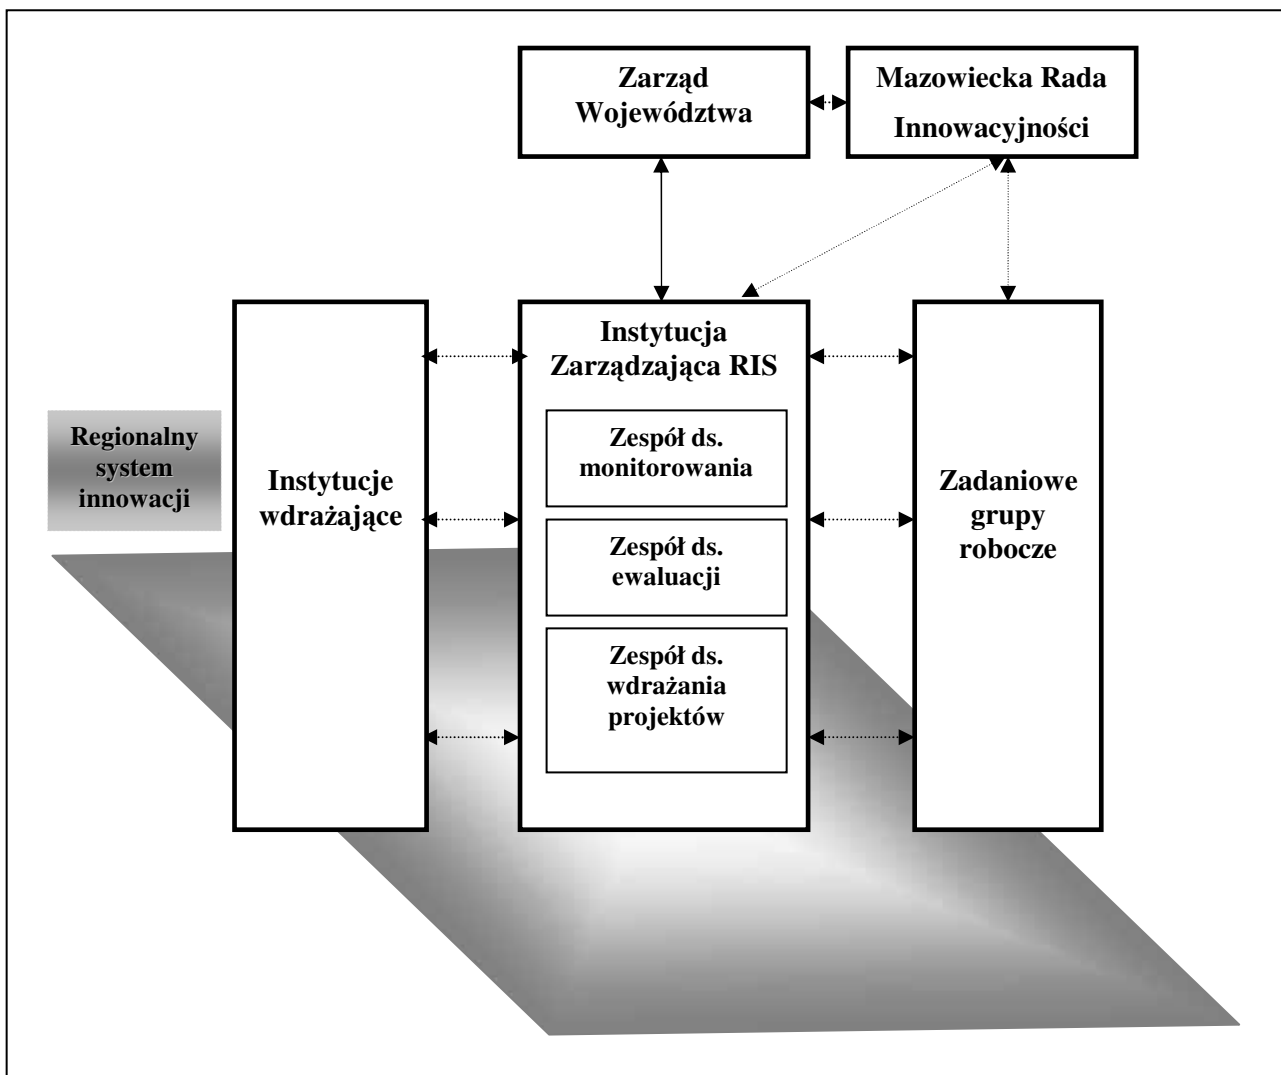 Zarząd
Województwa
Mazowiecka Rada
Innowacyjności
Regionalny
system
innowacji
Instytucje
wdrażające
Instytucja
Zarządzająca RIS
Zespół ds.
monitorowania
Zespół ds.
ewaluacji
Zespół ds.
wdrażania
projektów
Zadaniowe
grupy
robocze